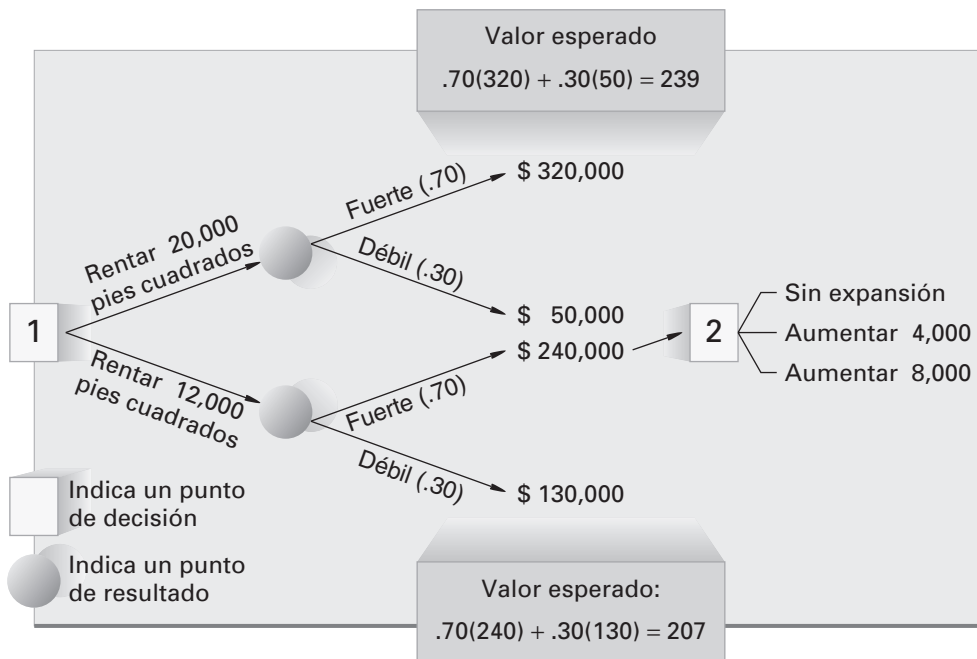 Valor esperado
.70(320) + .30(50) = 239
Fuerte (.70)
$ 320,000
Rentar 20,000
pies cuadrados
Débil (.30)
$ 50,000
1
Rentar 12,000
pies cuadrados
Fuerte (.70)
$ 240,000
2
Sin expansión
Aumentar 4,000
Aumentar 8,000
Débil (.30)
$ 130,000
Indica un punto
de decisión
Indica un punto
de resultado
Valor esperado:
.70(240) + .30(130) = 207